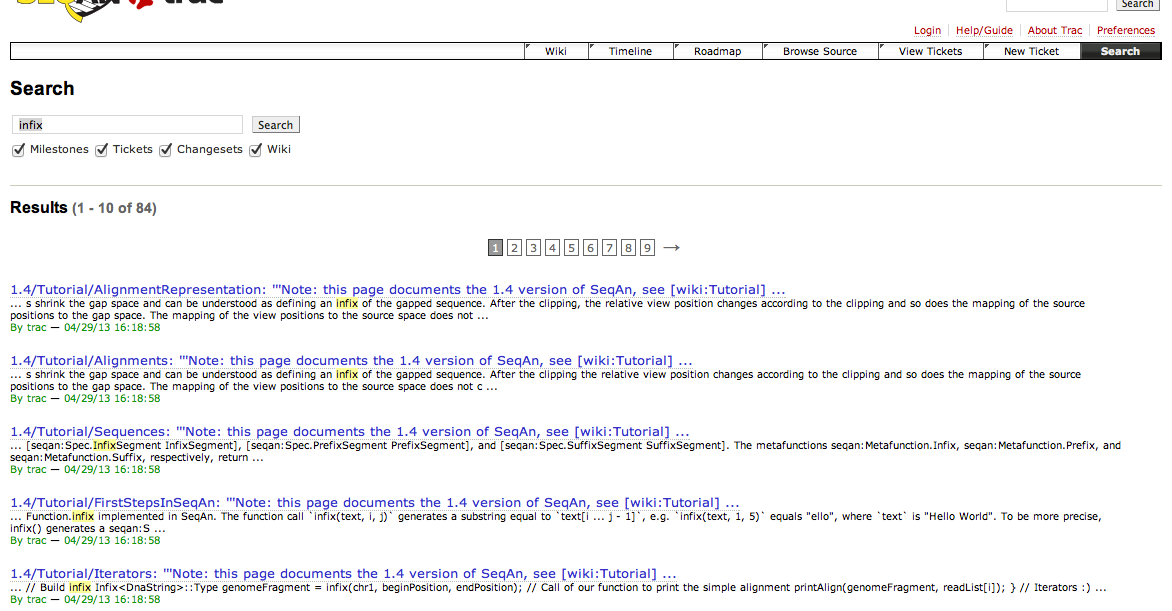 Search
Login Help/Guide About Trac Preferences
Wiki Timeline Roadmap Browse Source View Tickets New Ticket Search
Search
infix Search
Milestones Tickets Changesets Wiki
Results (1 - 10 of 84)
1 2 3 4 5 6 7 8 9 →
1.4/Tutorial/AlignmentRepresentation: '''Note: this page documents the 1.4 version of SeqAn, see [wiki:Tutorial] ...
... s shrink the gap space and can be understood as defining an infix of the gapped sequence. After the clipping, the relative view position changes according to the clipping and so does the mapping of the source
positions to the gap space. The mapping of the view positions to the source space does not ...
By trac — 04/29/13 16:18:58
1.4/Tutorial/Alignments: '''Note: this page documents the 1.4 version of SeqAn, see [wiki:Tutorial] ...
... s shrink the gap space and can be understood as defining an infix of the gapped sequence. After the clipping the relative view position changes according to the clipping and so does the mapping of the source
positions to the gap space. The mapping of the view positions to the source space does not c ...
By trac — 04/29/13 16:18:58
1.4/Tutorial/Sequences: '''Note: this page documents the 1.4 version of SeqAn, see [wiki:Tutorial] ...
... [seqan:Spec.InfixSegment InfixSegment], [seqan:Spec.PrefixSegment PrefixSegment], and [seqan:Spec.SuffixSegment SuffixSegment]. The metafunctions seqan:Metafunction.Infix, seqan:Metafunction.Prefix, and
seqan:Metafunction.Suffix, respectively, return ...
By trac — 04/29/13 16:18:58
1.4/Tutorial/FirstStepsInSeqAn: '''Note: this page documents the 1.4 version of SeqAn, see [wiki:Tutorial] ...
... Function.infix implemented in SeqAn. The function call `infix(text, i, j)` generates a substring equal to `text[i ... j - 1]`, e.g. `infix(text, 1, 5)` equals "ello", where `text` is "Hello World". To be more precise,
infix() generates a seqan:S ...
By trac — 04/29/13 16:18:58
1.4/Tutorial/Iterators: '''Note: this page documents the 1.4 version of SeqAn, see [wiki:Tutorial] ...
... // Build infix Infix<DnaString>::Type genomeFragment = infix(chr1, beginPosition, endPosition); // Call of our function to print the simple alignment printAlign(genomeFragment, readList[i]); } // Iterators :) ...
By trac — 04/29/13 16:18:58